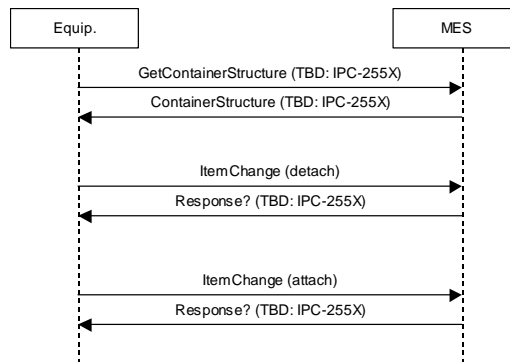 Equip.
MES
GetContainerStructure (TBD: IPC-255X)
ContainerStructure (TBD: IPC-255X)
ItemChange (detach)
Response? (TBD: IPC-255X)
ItemChange (attach)
Response? (TBD: IPC-255X)